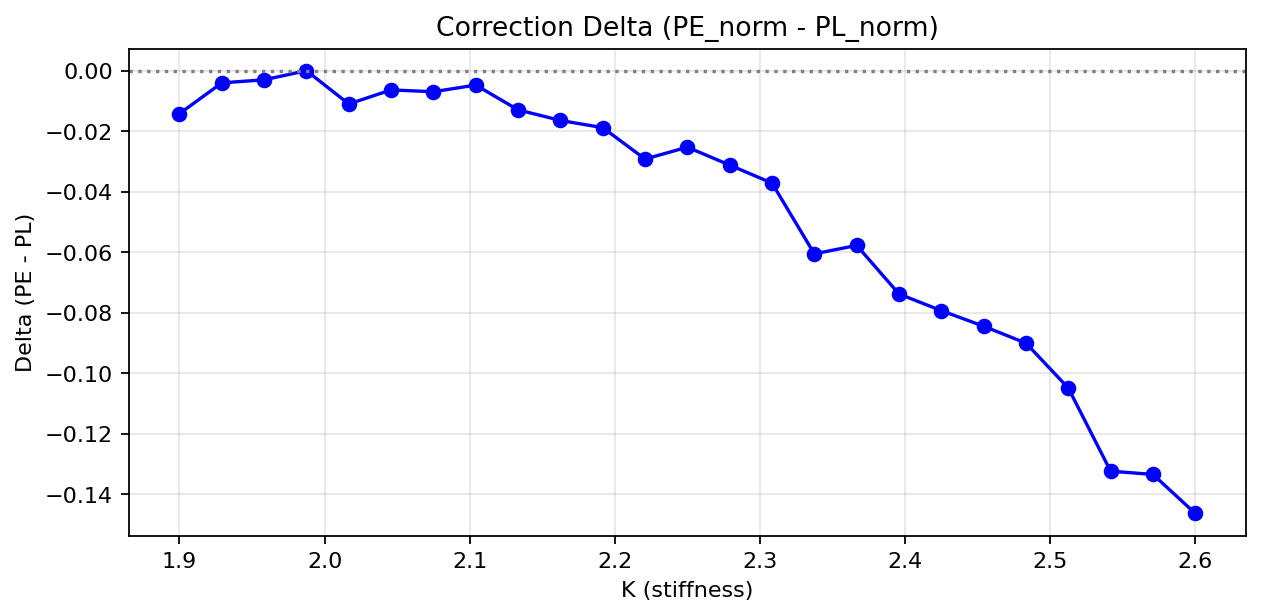 Correction Delta (PE_norm - PL_norm)
Delta (PE - PL)
0.00
−0.02
−0.04
−0.06
−0.08
−0.10
−0.12
−0.14
1.9 2.0 2.1 2.2 2.3 2.4 2.5 2.6
K (stiffness)